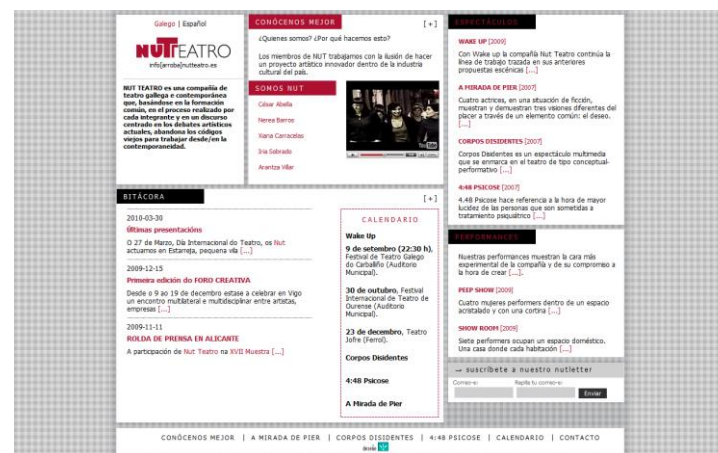 Galego | Español
NUTTEATRO
info[arroba]nutteatro.es
NUT TEATRO es una compañía de
teatro gallega e contemporánea
que, basándose en la formación
común, en el proceso realizado por
cada integrante y en un discurso
centrado en los debates artísticos
actuales, abandona los códigos
viejos para trabajar desde/en la
contemporaneidad.
CONÓCENOS MEJOR
[+]
¿Quienes somos? ¿Por qué hacemos esto?
Los miembros de NUT trabajamos con la ilusión de hacer
un proyecto artístico innovador dentro de la industria
cultural del país.
SOMOS NUT
César Abella
Nerea Barros
Xiana Carracelas
Iria Sobrado
Arantza Villar
YouTube
ESPECTÁCULOS
WAKE UP [2009]
Con Wake up la compañía Nut Teatro continúa la
línea de trabajo trazada en sus anteriores
propuestas escénicas [...]
A MIRADA DE PIER [2007]
Cuatro actrices, en una situación de ficción,
muestran y demuestran tres visiones diferentes del
placer a través de un elemento común: el deseo.
[...]
CORPOS DISIDENTES [2007]
Corpos Disidentes es un espectáculo multimedia
que se enmarca en el teatro de tipo conceptual-
performativo [...]
4:48 PSICOSE [2007]
4.48 Psicose hace referencia a la hora de mayor
lucidez de las personas que son sometidas a
tratamiento psiquiátrico [...]
BITÁCORA
[+]
2010-03-30
Últimas presentacións
O 27 de Marzo, Día Internacional do Teatro, os Nut
actuamos en Estarreja, pequena vila [...]
2009-12-15
Primeira edición do FORO CREATIVA
Desde o 9 ao 19 de decembro estase a celebrar en Vigo
un encontro multilateral e multidisciplinar entre artistas,
empresas [...]
2009-11-11
ROLDA DE PRENSA EN ALICANTE
A participación de Nut Teatro na XVII Muestra [...]
CALENDARIO
Wake Up
9 de setembro (22:30 h),
Festival de Teatro Galego
do Carballiño (Auditorio
Municipal).
30 de outubro, Festival
Internacional de Teatro de
Ourense (Auditorio
Municipal).
23 de decembro, Teatro
Jofre (Ferrol).
Corpos Disidentes
4:48 Psicose
A Mirada de Pier
PERFORMANCES
Nuestras performances muestran la cára más
experimental de la compañía y de su compromiso a
la hora de crear [...].
PEEP SHOW [2009]
Cuatro mujeres performers dentro de un espacio
acristalado y con una cortina [...]
SHOW ROOM [2009]
Siete performers ocupan un espacio doméstico.
Una casa donde cada habitación [...]
→ suscríbete a nuestro nutletter
Correo-e: Repita tu correo-e:
Enviar
CONÓCENOS MEJOR | A MIRADA DE PIER | CORPOS DISIDENTES | 4:48 PSICOSE | CALENDARIO | CONTACTO